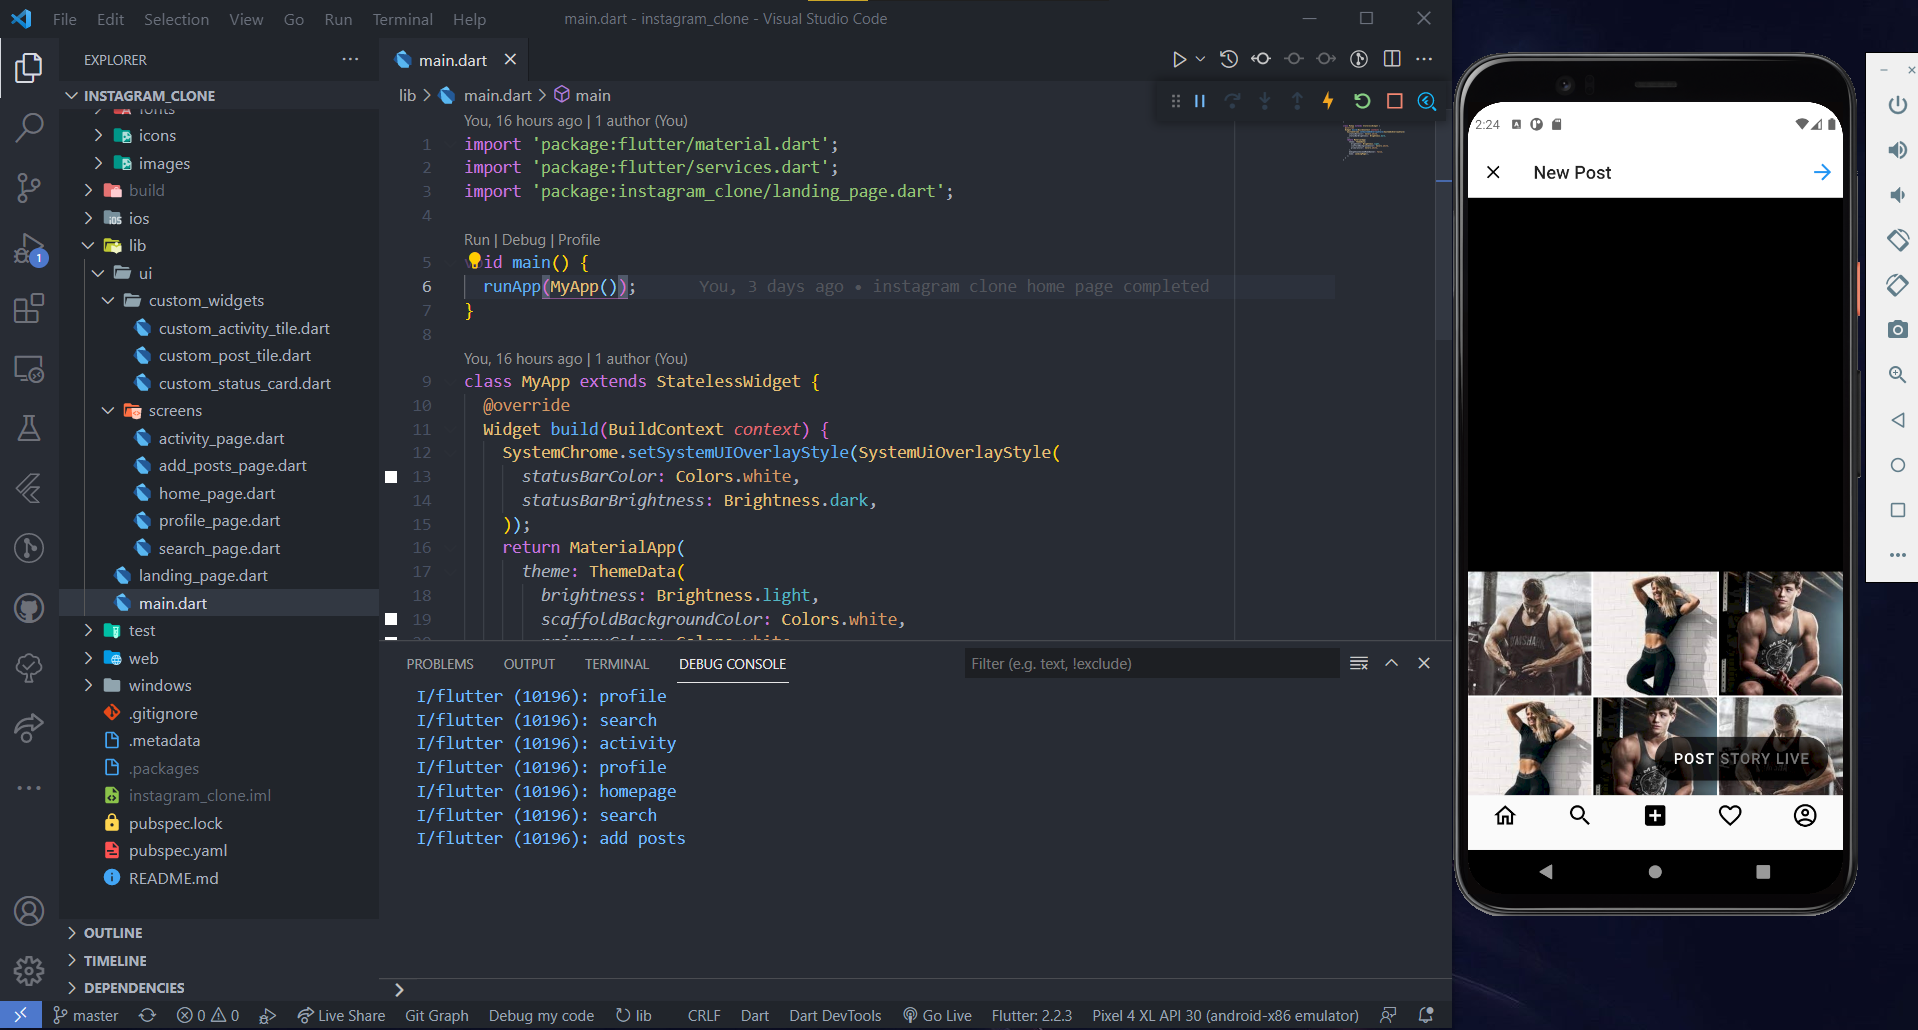 File Edit Selection View Go Run Terminal Help
main.dart - instagram_clone - Visual Studio Code
EXPLORER
INSTAGRAM_CLONE
fonts
icons
images
build
ios
lib
ui
custom_widgets
custom_activity_tile.dart
custom_post_tile.dart
custom_status_card.dart
screens
activity_page.dart
add_posts_page.dart
home_page.dart
profile_page.dart
search_page.dart
landing_page.dart
main.dart
test
web
windows
.gitignore
.metadata
.packages
instagram_clone.iml
pubspec.lock
pubspec.yaml
README.md
OUTLINE
TIMELINE
DEPENDENCIES
1
main.dart
lib > main.dart > main
You, 16 hours ago | 1 author (You)
1 import 'package:flutter/material.dart';
2 import 'package:flutter/services.dart';
3 import 'package:instagram_clone/landing_page.dart';
4
Run | Debug | Profile
5 void main() {
6 runApp(MyApp()); You, 3 days ago • instagram clone home page completed
7 }
8
You, 16 hours ago | 1 author (You)
9 class MyApp extends StatelessWidget {
10 @override
11 Widget build(BuildContext context) {
12 SystemChrome.setSystemUIOverlayStyle(SystemUiOverlayStyle(
13 statusBarColor: Colors.white,
14 statusBarBrightness: Brightness.dark,
15 ));
16 return MaterialApp(
17 theme: ThemeData(
18 brightness: Brightness.light,
19 scaffoldBackgroundColor: Colors.white,
20 primaryColor: Colors.white,
PROBLEMS OUTPUT TERMINAL DEBUG CONSOLE
Filter (e.g. text, !exclude)
I/flutter (10196): profile
I/flutter (10196): search
I/flutter (10196): activity
I/flutter (10196): profile
I/flutter (10196): homepage
I/flutter (10196): search
I/flutter (10196): add posts
master 0 0 Live Share Git Graph Debug my code lib CRLF Dart Dart DevTools Go Live Flutter: 2.2.3 Pixel 4 XL API 30 (android-x86 emulator)
2:24
New Post
GYMSHARK
POST STORY LIVE